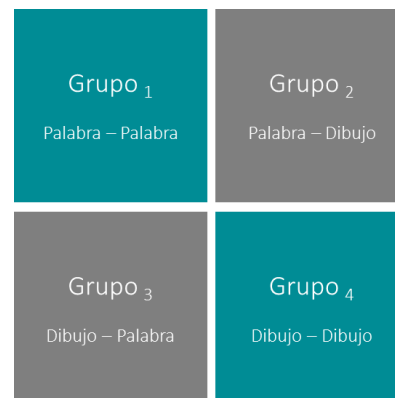 Grupo 1
Palabra – Palabra
Grupo 2
Palabra – Dibujo
Grupo 3
Dibujo – Palabra
Grupo 4
Dibujo – Dibujo